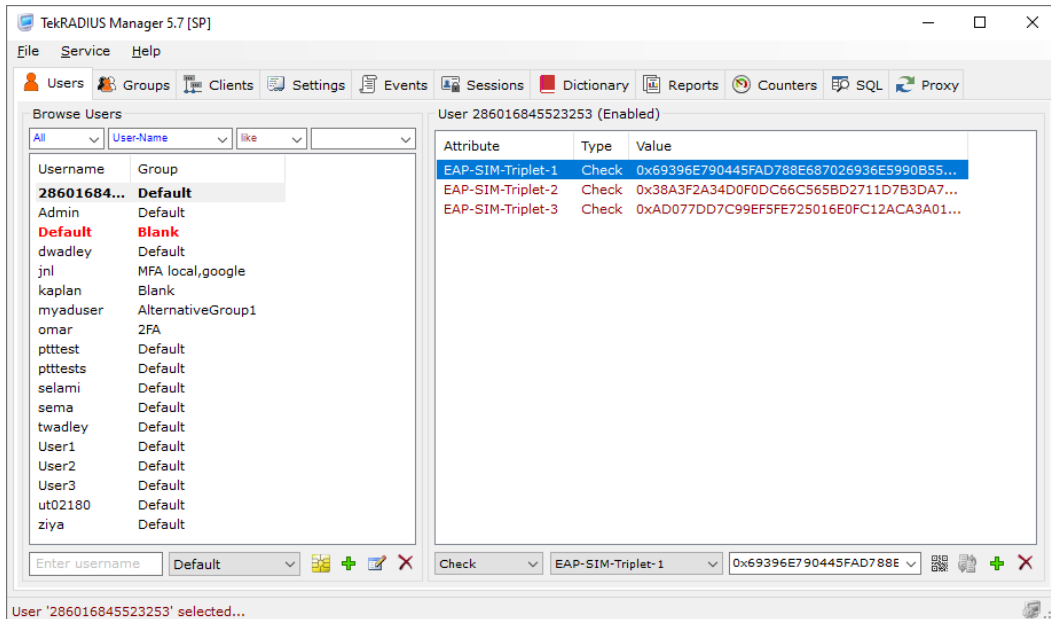 TekRADIUS Manager 5.7 [SP]
File Service Help
Users Groups Clients Settings Events Sessions Dictionary Reports Counters SQL Proxy
Browse Users
All User-Name like
Username Group
28601684... Default
Admin Default
Default Blank
dwadley Default
jnl MFA local,google
kaplan Blank
myaduser AlternativeGroup1
omar 2FA
ptttest Default
ptttests Default
selami Default
sema Default
twadley Default
User1 Default
User2 Default
User3 Default
ut02180 Default
ziya Default
Enter username Default
User 286016845523253 (Enabled)
Attribute Type Value
EAP-SIM-Triplet-1 Check 0x69396E790445FAD788E687026936E5990B55...
EAP-SIM-Triplet-2 Check 0x38A3F2A34D0F0DC66C565BD2711D7B3DA7...
EAP-SIM-Triplet-3 Check 0xAD077DD7C99EF5FE725016E0FC12ACA3A01...
Check EAP-SIM-Triplet-1 0x69396E790445FAD788E
User '286016845523253' selected...